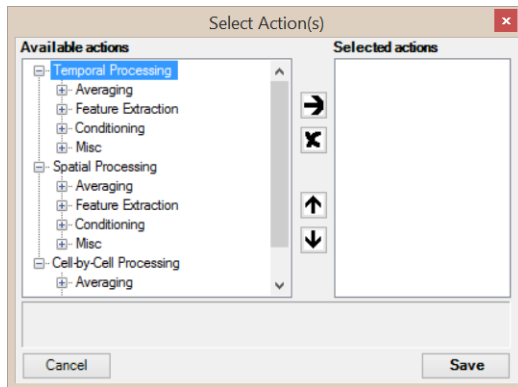 Select Action(s)
Available actions
Selected actions
Temporal Processing
Averaging
Feature Extraction
Conditioning
Misc
Spatial Processing
Averaging
Feature Extraction
Conditioning
Misc
Cell-by-Cell Processing
Averaging
Cancel
Save